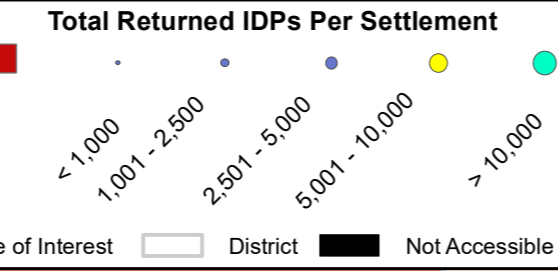 Total Returned IDPs Per Settlement
< 1,000
1,001 - 2,500
2,501 - 5,000
5,001 - 10,000
> 10,000
e of Interest District Not Accessible